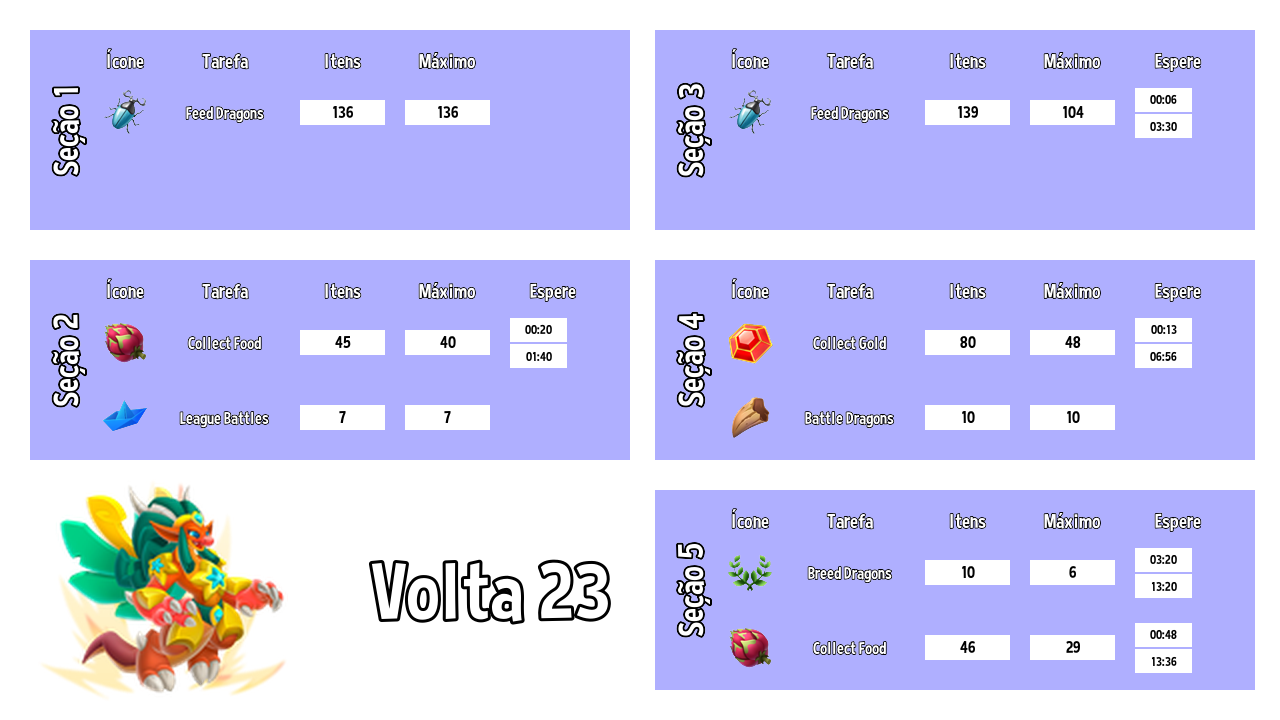 Seção 1
Ícone Tarefa Itens Máximo
Feed Dragons 136 136
Seção 2
Ícone Tarefa Itens Máximo Espere
Collect Food 45 40 00:20
01:40
League Battles 7 7
Volta 23
Seção 3
Ícone Tarefa Itens Máximo Espere
Feed Dragons 139 104 00:06
03:30
Seção 4
Ícone Tarefa Itens Máximo Espere
Collect Gold 80 48 00:13
06:56
Battle Dragons 10 10
Seção 5
Ícone Tarefa Itens Máximo Espere
Breed Dragons 10 6 03:20
13:20
Collect Food 46 29 00:48
13:36